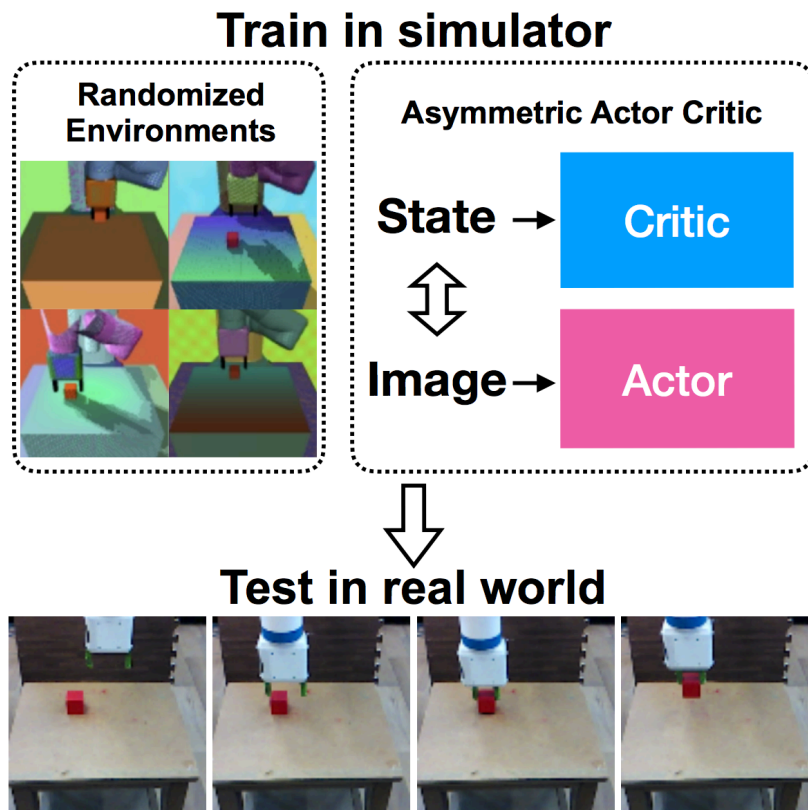 Train in simulator
Randomized
Environments
Asymmetric Actor Critic
State
Critic
Image
Actor
Test in real world